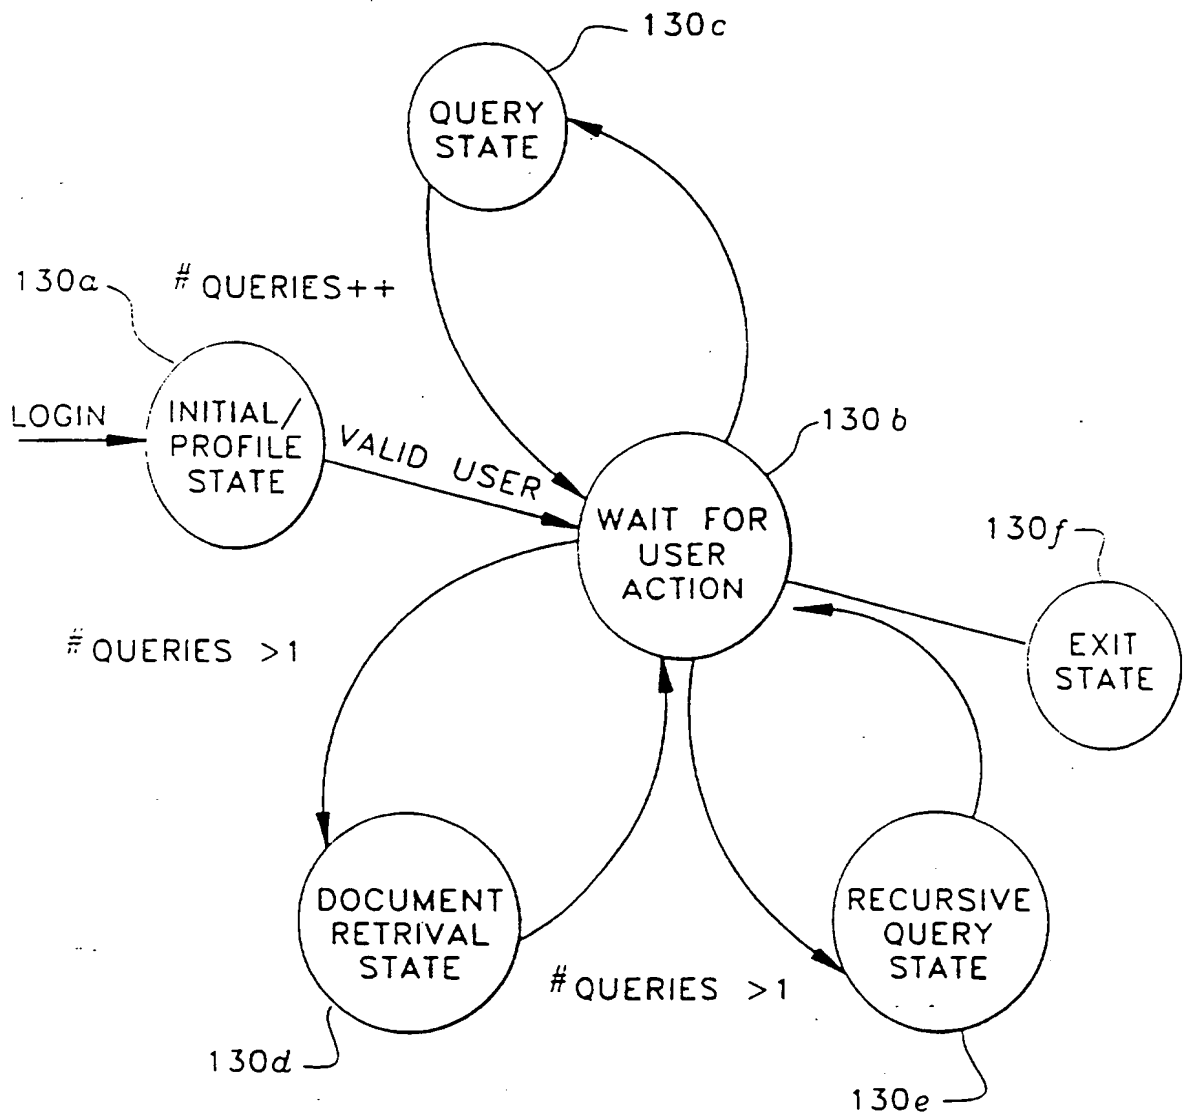 130c
QUERY
STATE
130a
# QUERIES++
LOGIN
INITIAL/
PROFILE
STATE
VALID USER
130b
WAIT FOR
USER
ACTION
130f
EXIT
STATE
# QUERIES >1
DOCUMENT
RETRIVAL
STATE
RECURSIVE
QUERY
STATE
# QUERIES >1
130d
130e